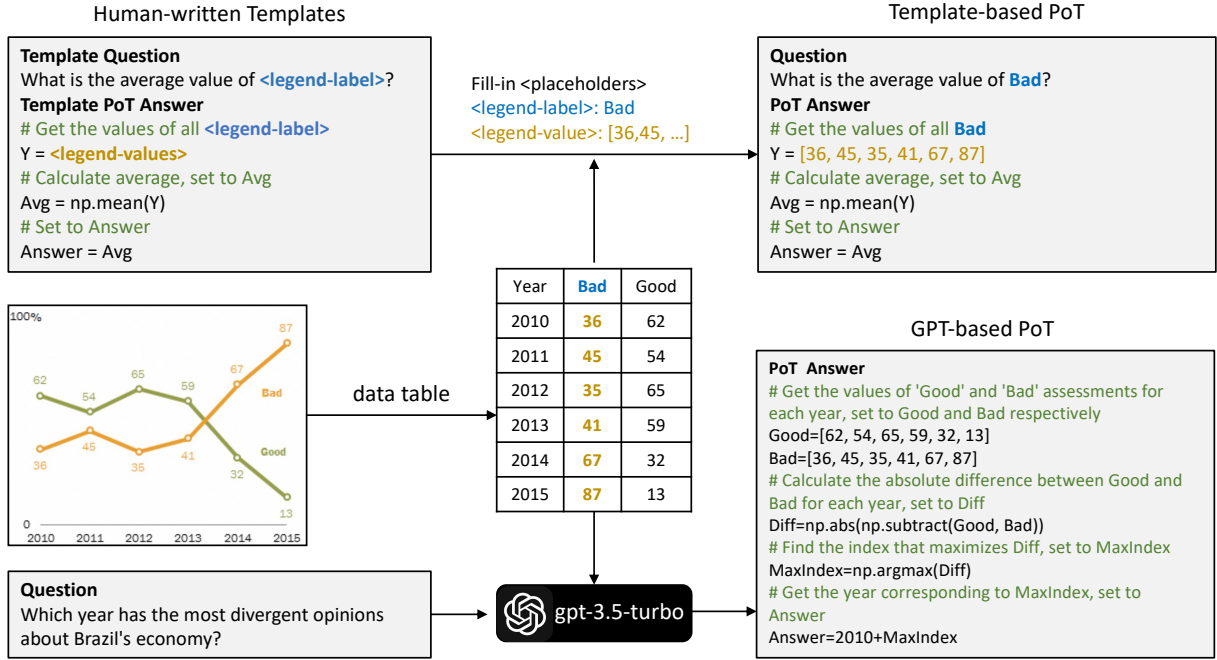 Human-written Templates
Template Question
What is the average value of <legend-label>?
Template PoT Answer
# Get the values of all <legend-label>
Y = <legend-values>
# Calculate average, set to Avg
Avg = np.mean(Y)
# Set to Answer
Answer = Avg
Fill-in <placeholders>
<legend-label>: Bad
<legend-value>: [36,45, ...]
Template-based PoT
Question
What is the average value of Bad?
PoT Answer
# Get the values of all Bad
Y = [36, 45, 35, 41, 67, 87]
# Calculate average, set to Avg
Avg = np.mean(Y)
# Set to Answer
Answer = Avg
100%
87
67
62
65
59
54
Bad
45
41
36
35
Good
32
13
0
2010 2011 2012 2013 2014 2015
data table
Year Bad Good
2010 36 62
2011 45 54
2012 35 65
2013 41 59
2014 67 32
2015 87 13
Question
Which year has the most divergent opinions
about Brazil's economy?
gpt-3.5-turbo
GPT-based PoT
PoT Answer
# Get the values of 'Good' and 'Bad' assessments for
each year, set to Good and Bad respectively
Good=[62, 54, 65, 59, 32, 13]
Bad=[36, 45, 35, 41, 67, 87]
# Calculate the absolute difference between Good and
Bad for each year, set to Diff
Diff=np.abs(np.subtract(Good, Bad))
# Find the index that maximizes Diff, set to MaxIndex
MaxIndex=np.argmax(Diff)
# Get the year corresponding to MaxIndex, set to
Answer
Answer=2010+MaxIndex